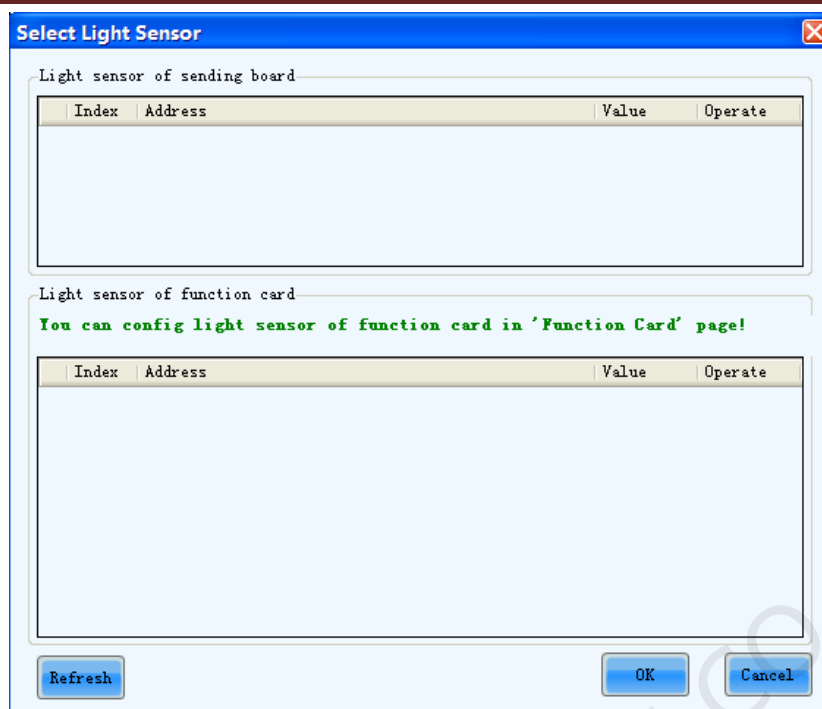 Select Light Sensor
Light sensor of sending board
Index Address Value Operate
Light sensor of function card
You can config light sensor of function card in 'Function Card' page!
Index Address Value Operate
Refresh OK Cancel